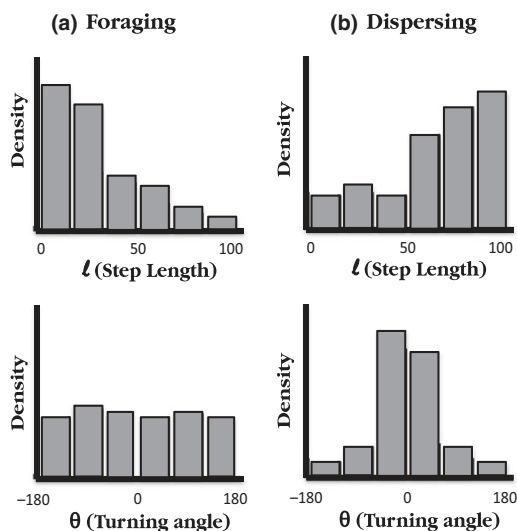 (a) Foraging
(b) Dispersing
Density
0 50 100
ℓ (Step Length)
Density
0 50 100
ℓ (Step Length)
Density
−180 0 180
θ (Turning angle)
Density
−180 0 180
θ (Turning angle)